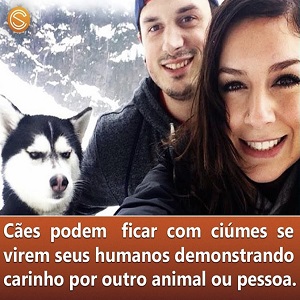 Cães podem ficar com ciúmes se
virem seus humanos demonstrando
carinho por outro animal ou pessoa.